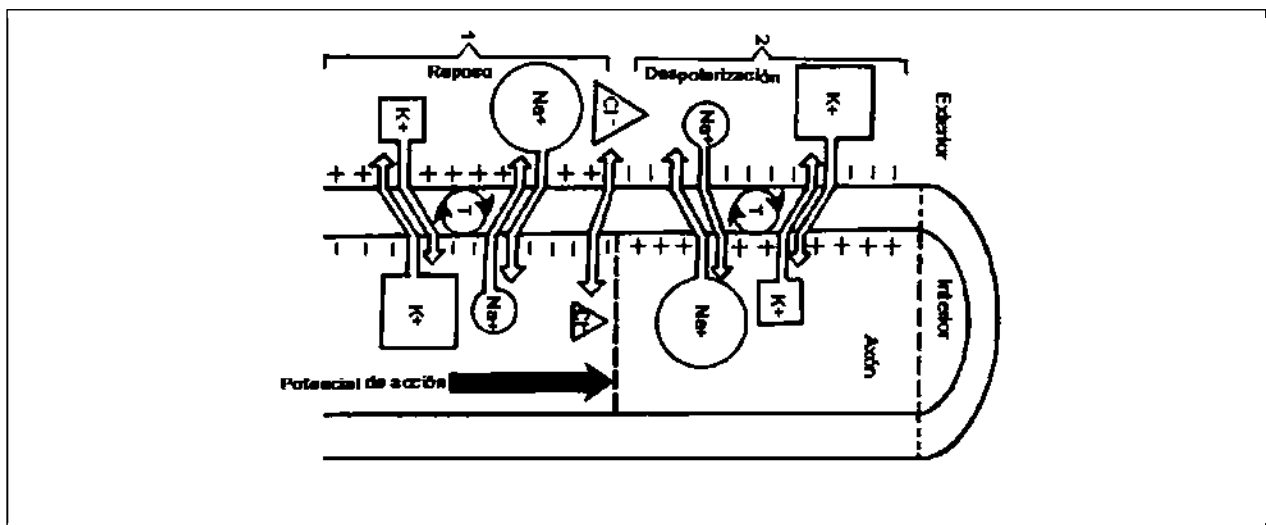 1
Reposo
2
Despolarización
K+
Na+
Cl -
Na+
K+
Exterior
+ + + + + + + + + +
T
T
K+
Na+
Cl-
Na+
K+
Interior
Axón
Potencial de acción